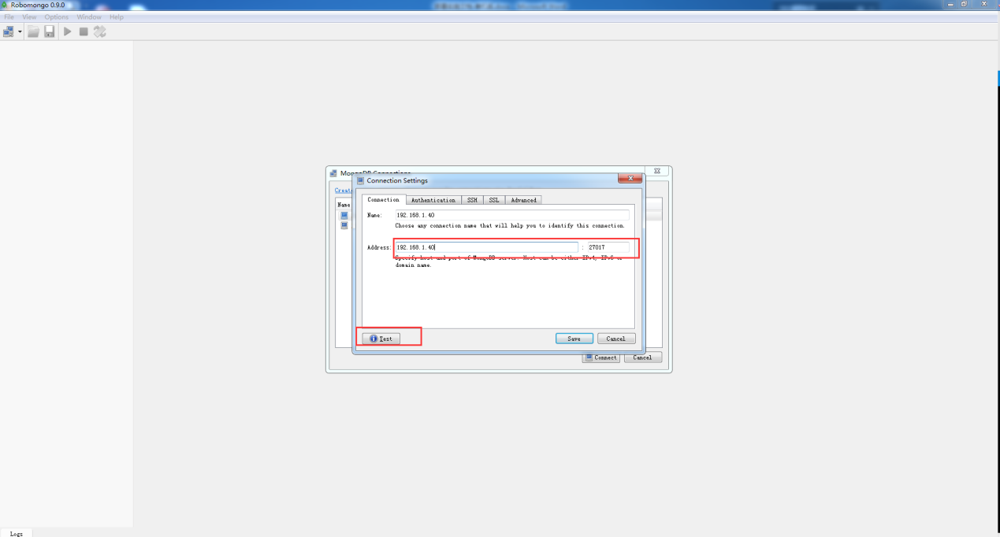 Robomongo 0.9.0
File View Options Window Help
MongoDB Connections
Connection Settings
Create
Connection Authentication SSH SSL Advanced
Name
Name: 192.168.1.40
Choose any connection name that will help you to identify this connection.
Address: 192.168.1.40 : 27017
Specify host and port of MongoDB server. Host can be either IPv4, IPv6 or
domain name.
Test Save Cancel
Connect Cancel
Logs